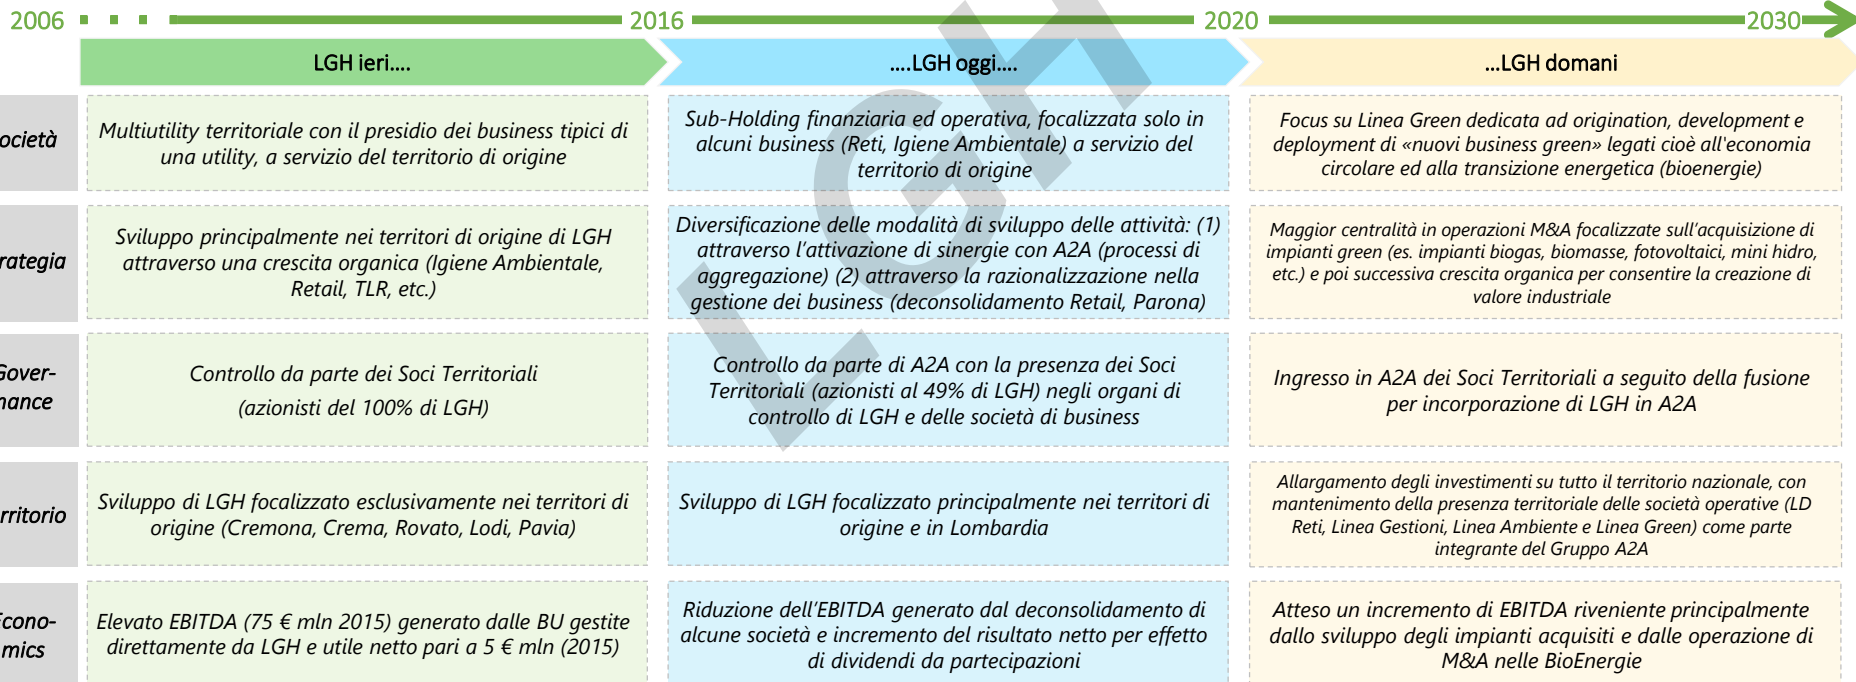 2006
2016
2020
2030
LGH ieri....
....LGH oggi....
...LGH domani
ocietà
Multiutility territoriale con il presidio dei business tipici di
una utility, a servizio del territorio di origine
Sub-Holding finanziaria ed operativa, focalizzata solo in
alcuni business (Reti, Igiene Ambientale) a servizio del
territorio di origine
Focus su Linea Green dedicata ad origination, development e
deployment di «nuovi business green» legati cioè all'economia
circolare ed alla transizione energetica (bioenergie)
rategia
Sviluppo principalmente nei territori di origine di LGH
attraverso una crescita organica (Igiene Ambientale,
Retail, TLR, etc.)
Diversificazione delle modalità di sviluppo delle attività: (1)
attraverso l'attivazione di sinergie con A2A (processi di
aggregazione) (2) attraverso la razionalizzazione nella
gestione dei business (deconsolidamento Retail, Parona)
Maggior centralità in operazioni M&A focalizzate sull'acquisizione di
impianti green (es. impianti biogas, biomasse, fotovoltaici, mini hidro,
etc.) e poi successiva crescita organica per consentire la creazione di
valore industriale
Gover-
nance
Controllo da parte dei Soci Territoriali
(azionisti del 100% di LGH)
Controllo da parte di A2A con la presenza dei Soci
Territoriali (azionisti al 49% di LGH) negli organi di
controllo di LGH e delle società di business
Ingresso in A2A dei Soci Territoriali a seguito della fusione
per incorporazione di LGH in A2A
rritorio
Sviluppo di LGH focalizzato esclusivamente nei territori di
origine (Cremona, Crema, Rovato, Lodi, Pavia)
Sviluppo di LGH focalizzato principalmente nei territori di
origine e in Lombardia
Allargamento degli investimenti su tutto il territorio nazionale, con
mantenimento della presenza territoriale delle società operative (LD
Reti, Linea Gestioni, Linea Ambiente e Linea Green) come parte
integrante del Gruppo A2A
Econo-
mics
Elevato EBITDA (75 € mln 2015) generato dalle BU gestite
direttamente da LGH e utile netto pari a 5 € mln (2015)
Riduzione dell'EBITDA generato dal deconsolidamento di
alcune società e incremento del risultato netto per effetto
di dividendi da partecipazioni
Atteso un incremento di EBITDA riveniente principalmente
dallo sviluppo degli impianti acquisiti e dalle operazione di
M&A nelle BioEnergie
LGH